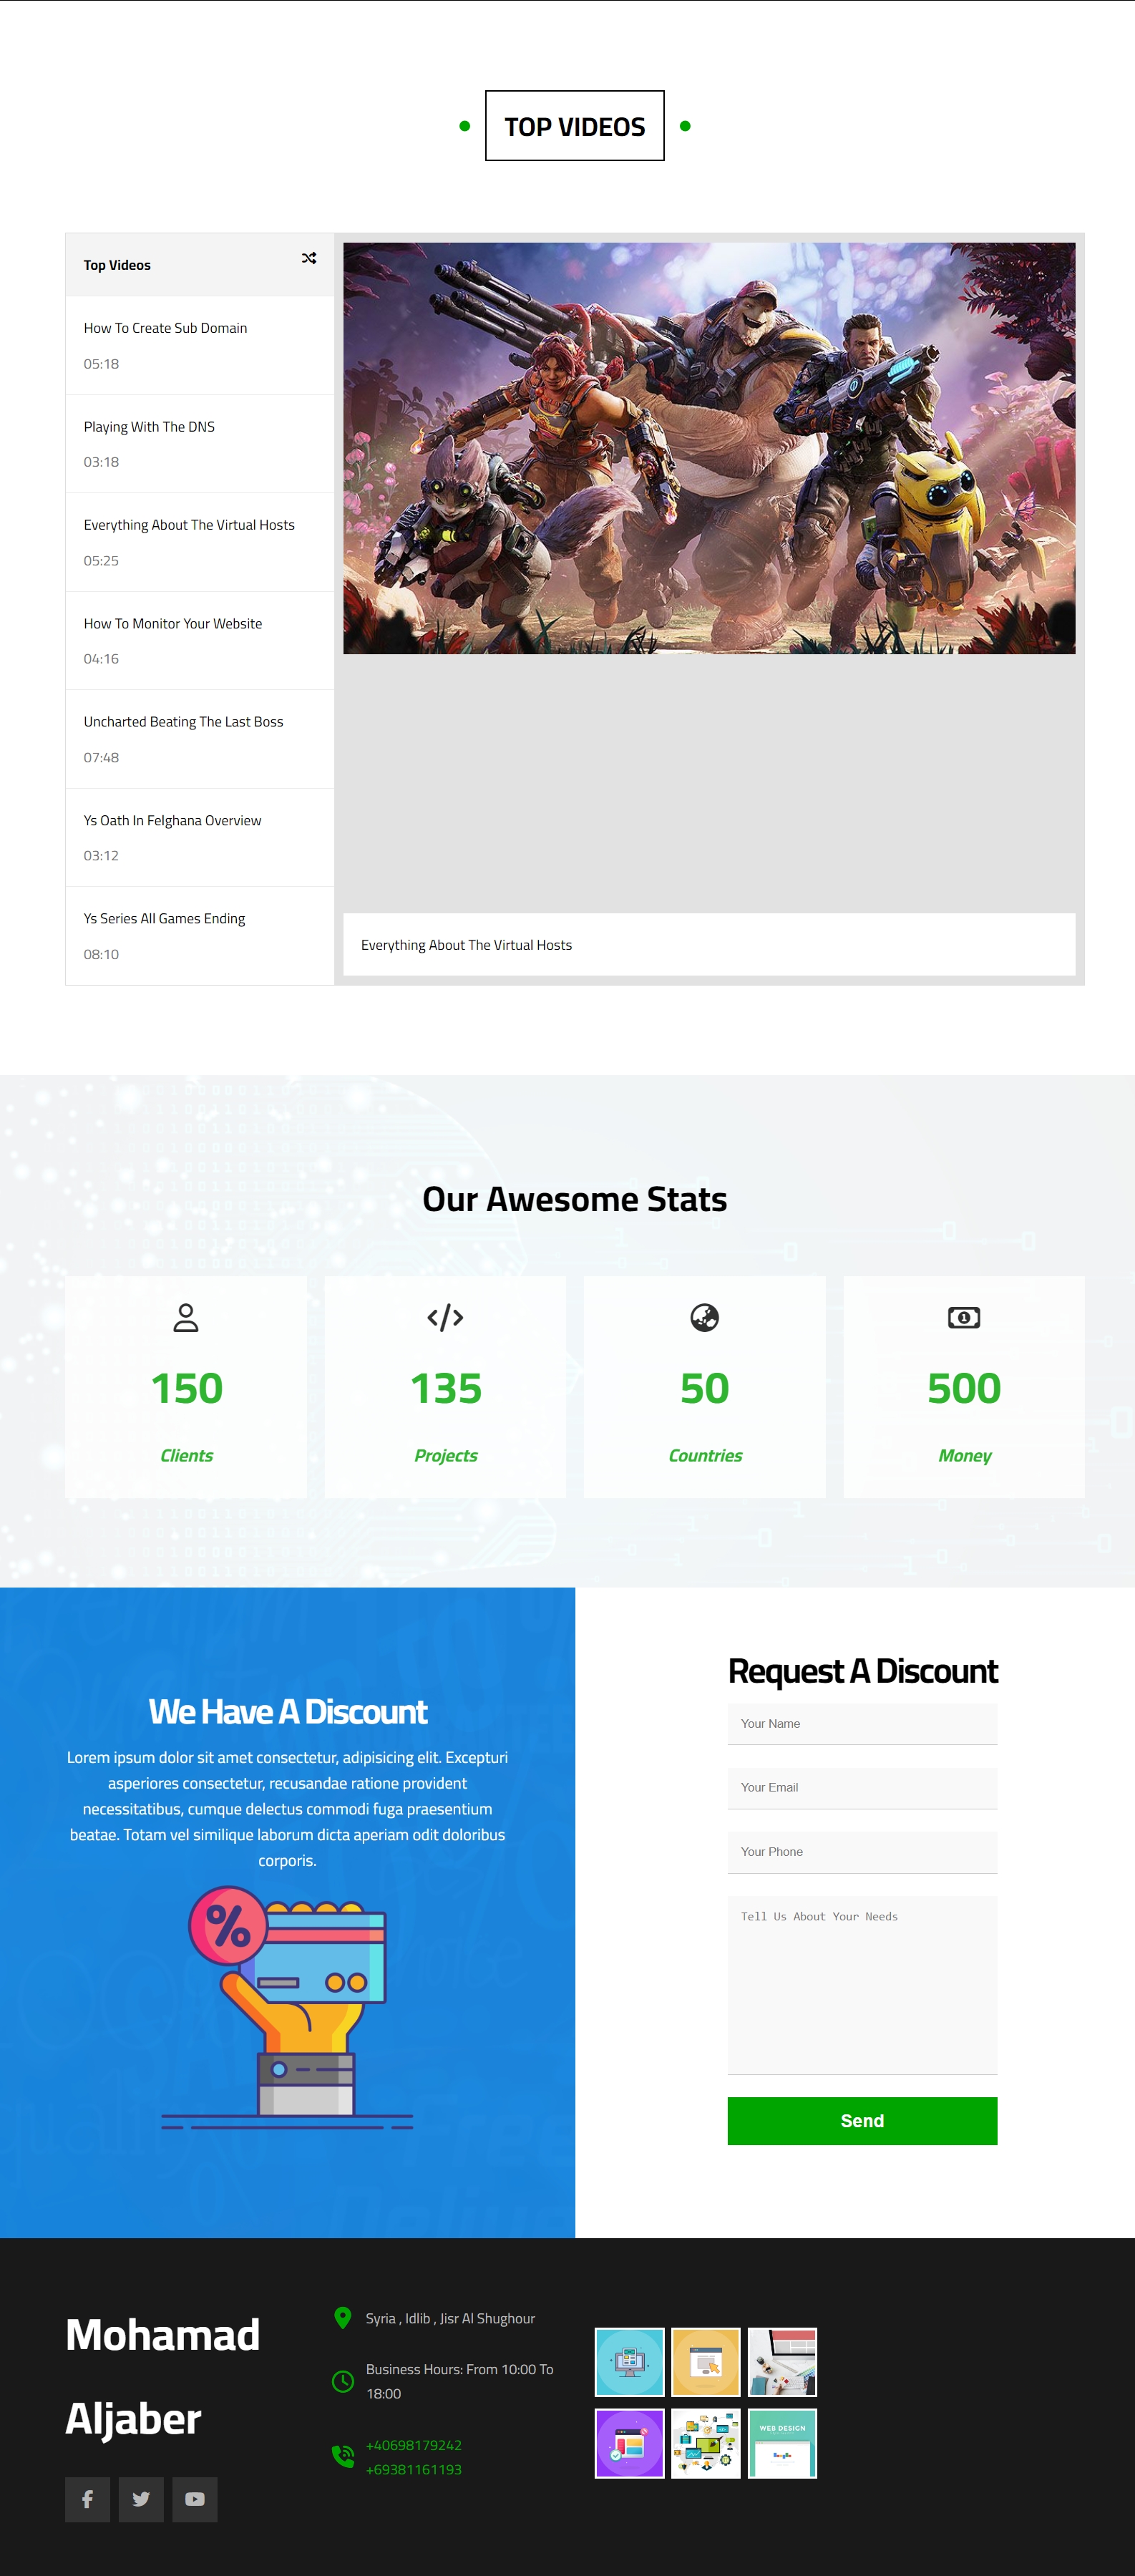 TOP VIDEOS
Top Videos
How To Create Sub Domain
05:18
Playing With The DNS
03:18
Everything About The Virtual Hosts
05:25
How To Monitor Your Website
04:16
Uncharted Beating The Last Boss
07:48
Ys Oath In Felghana Overview
03:12
Ys Series All Games Ending
08:10
Everything About The Virtual Hosts
Our Awesome Stats
150
Clients
135
Projects
50
Countries
500
Money
We Have A Discount
Lorem ipsum dolor sit amet consectetur, adipisicing elit. Excepturi
asperiores consectetur, recusandae ratione provident
necessitatibus, cumque delectus commodi fuga praesentium
beatae. Totam vel similique laborum dicta aperiam odit doloribus
corporis.
%
Request A Discount
Your Name
Your Email
Your Phone
Tell Us About Your Needs
Send
Mohamad
Aljaber
Syria , Idlib , Jisr Al Shughour
Business Hours: From 10:00 To
18:00
+40698179242
+69381161193
WEB DESIGN